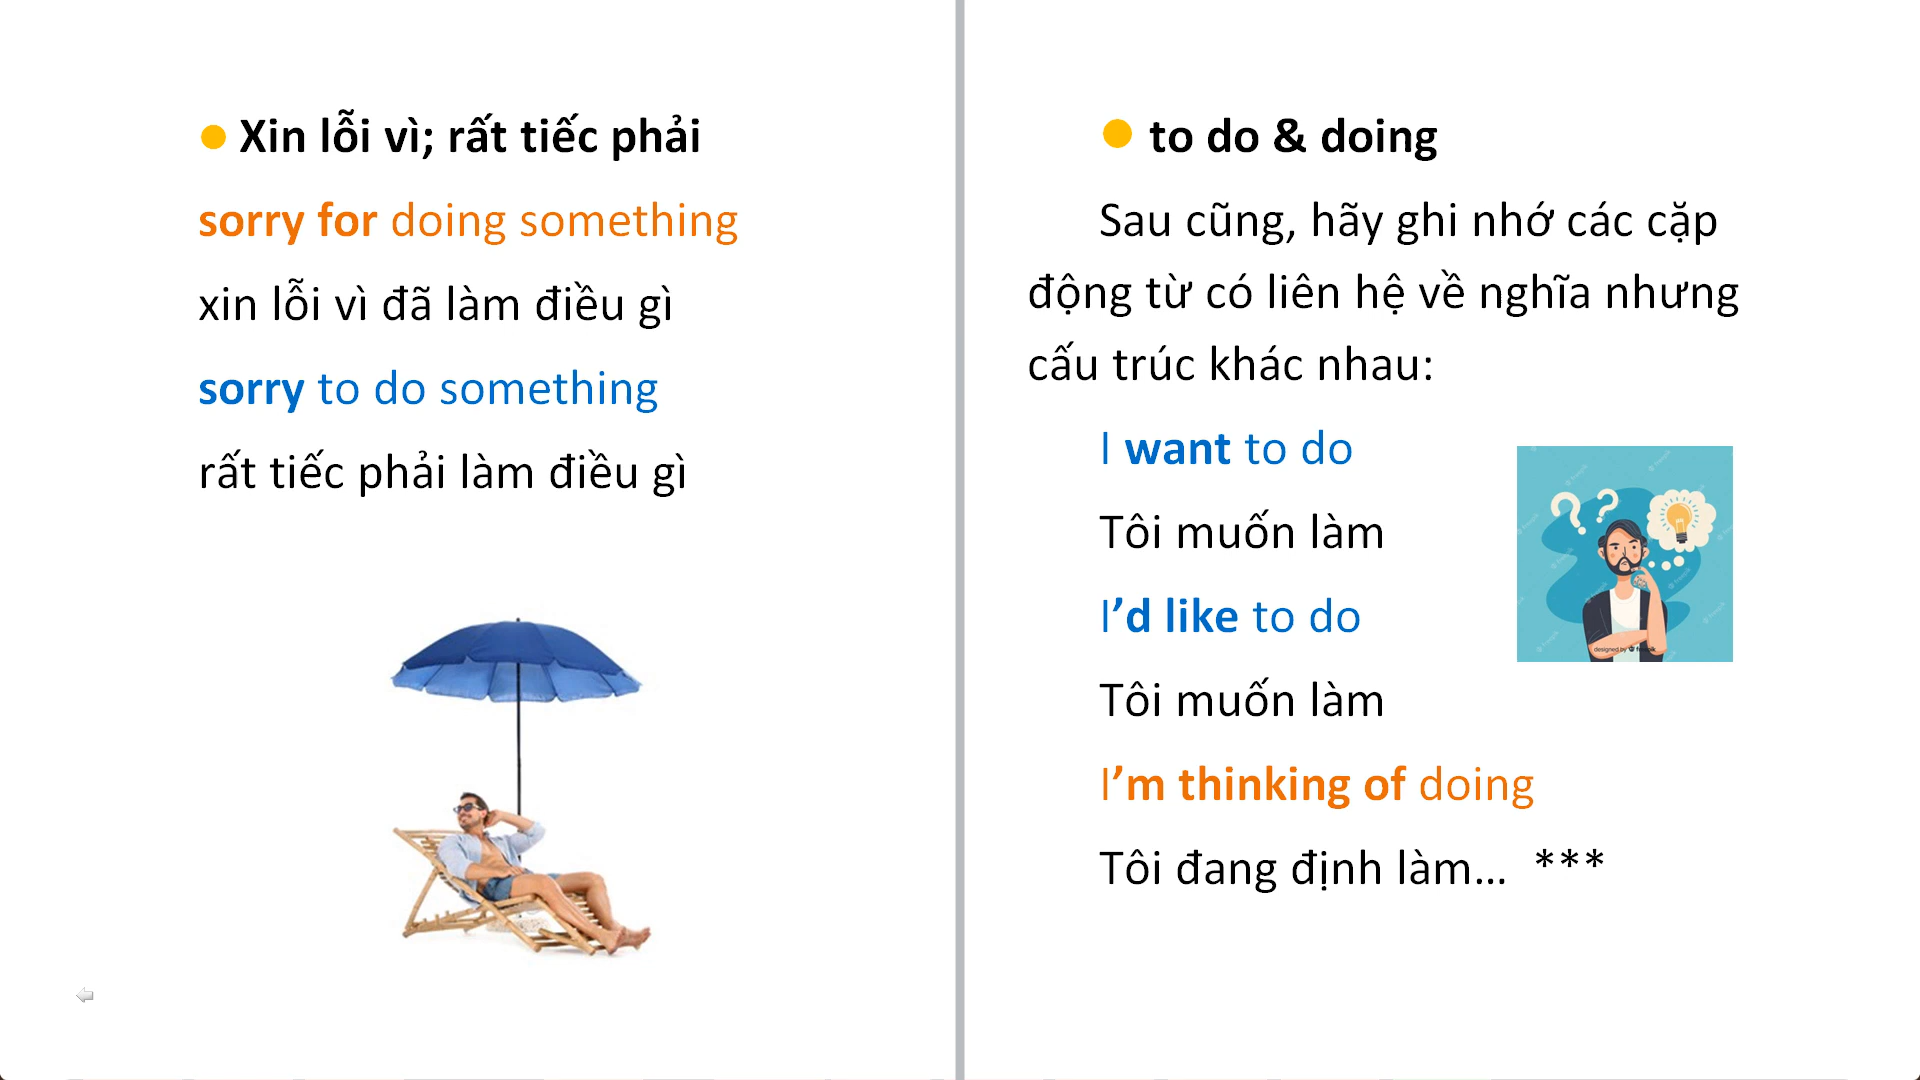 Xin lỗi vì; rất tiếc phải
sorry for doing something
xin lỗi vì đã làm điều gì
sorry to do something
rất tiếc phải làm điều gì
to do & doing
Sau cũng, hãy ghi nhớ các cặp
động từ có liên hệ về nghĩa nhưng
cấu trúc khác nhau:
I want to do
Tôi muốn làm
I’d like to do
Tôi muốn làm
I’m thinking of doing
Tôi đang định làm... ***
designed by freepik